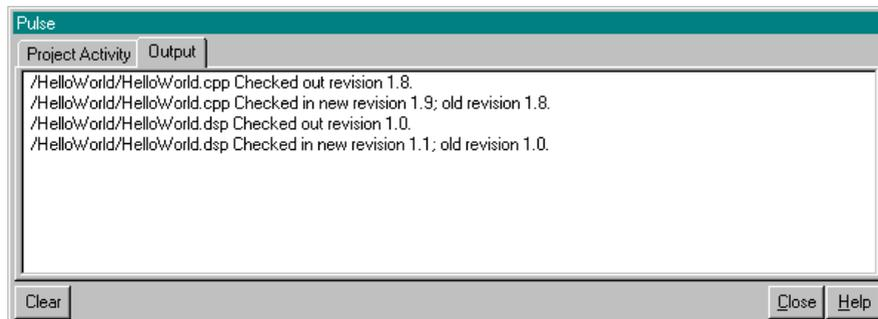 Pulse
Project Activity Output
/HelloWorld/HelloWorld.cpp Checked out revision 1.8.
/HelloWorld/HelloWorld.cpp Checked in new revision 1.9; old revision 1.8.
/HelloWorld/HelloWorld.dsp Checked out revision 1.0.
/HelloWorld/HelloWorld.dsp Checked in new revision 1.1; old revision 1.0.
Clear Close Help